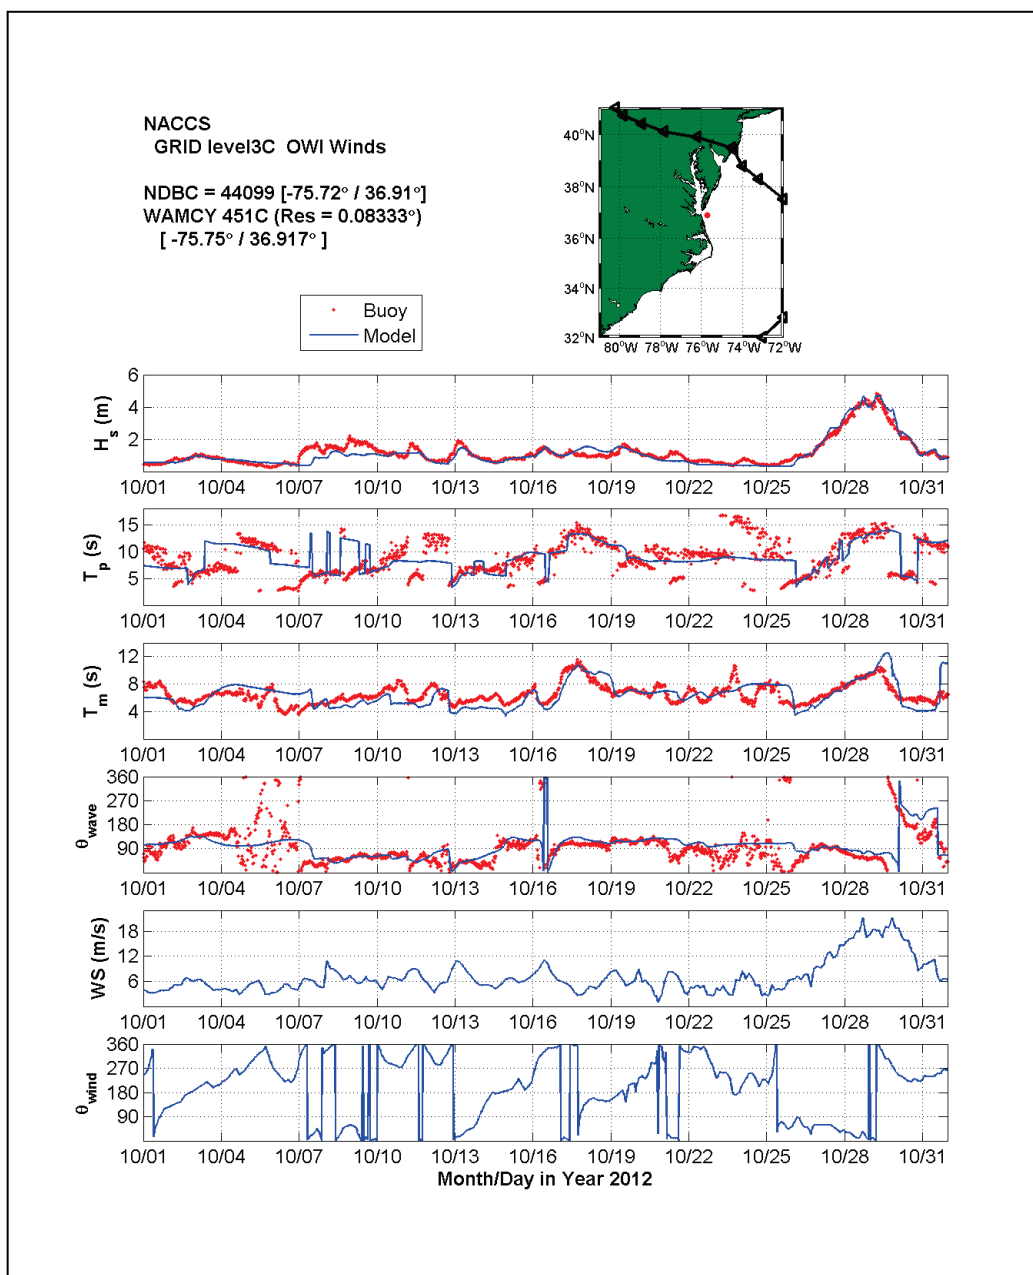 NACCS
GRID level3C OWI Winds
NDBC = 44099 [-75.72° / 36.91°]
WAMCY 451C (Res = 0.08333°)
[ -75.75° / 36.917° ]
40°N
38°N
36°N
34°N
32°N
80°W 78°W 76°W 74°W 72°W
Buoy
Model
H_s (m)
6
4
2
10/01 10/04 10/07 10/10 10/13 10/16 10/19 10/22 10/25 10/28 10/31
T_p (s)
15
10
5
10/01 10/04 10/07 10/10 10/13 10/16 10/19 10/22 10/25 10/28 10/31
T_m (s)
12
8
4
10/01 10/04 10/07 10/10 10/13 10/16 10/19 10/22 10/25 10/28 10/31
θ_wave
360
270
180
90
10/01 10/04 10/07 10/10 10/13 10/16 10/19 10/22 10/25 10/28 10/31
WS (m/s)
18
12
6
10/01 10/04 10/07 10/10 10/13 10/16 10/19 10/22 10/25 10/28 10/31
θ_wind
360
270
180
90
10/01 10/04 10/07 10/10 10/13 10/16 10/19 10/22 10/25 10/28 10/31
Month/Day in Year 2012